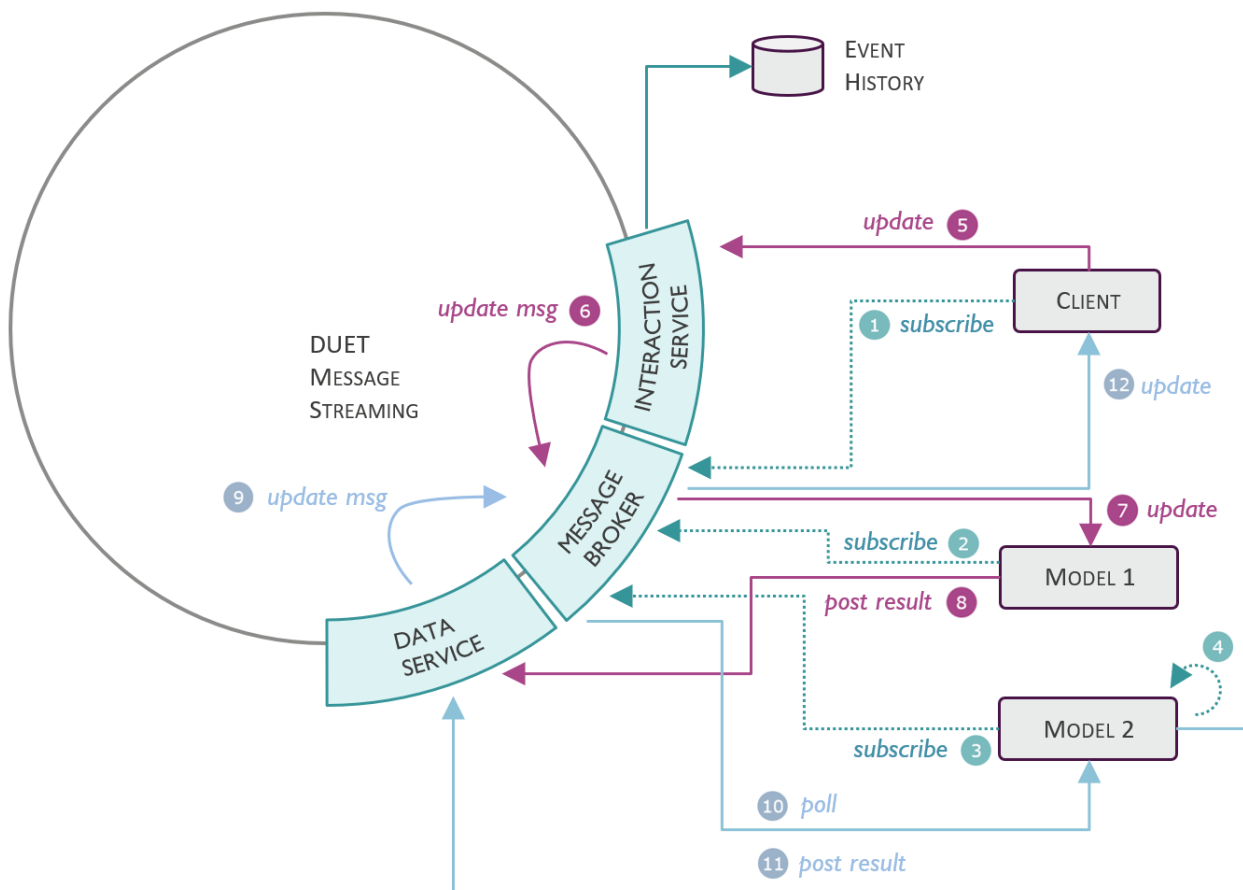 Event
History
update 5
Client
1 subscribe
update msg 6
INTERACTION
SERVICE
DUET
Message
Streaming
12 update
9 update msg
MESSAGE
BROKER
7 update
subscribe 2
Model 1
post result 8
DATA
SERVICE
4
Model 2
subscribe 3
10 poll
11 post result